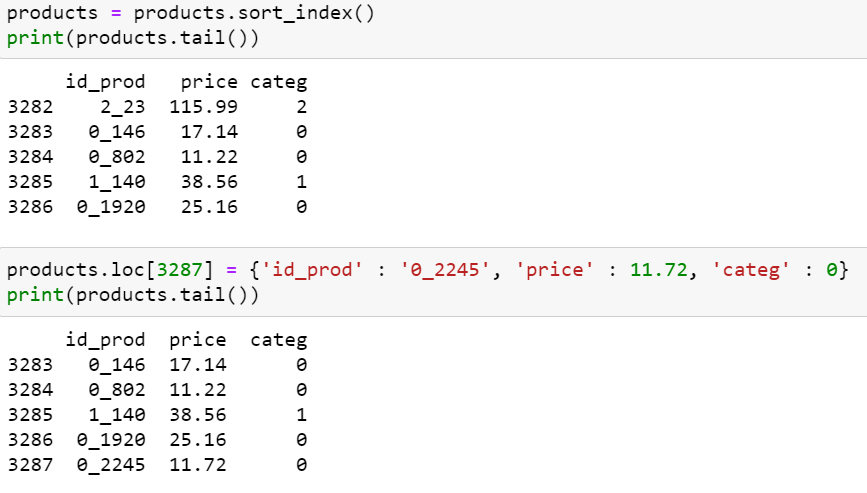 products = products.sort_index()
print(products.tail())
id_prod price categ
3282 2_23 115.99 2
3283 0_146 17.14 0
3284 0_802 11.22 0
3285 1_140 38.56 1
3286 0_1920 25.16 0
products.loc[3287] = {'id_prod' : '0_2245', 'price' : 11.72, 'categ' : 0}
print(products.tail())
id_prod price categ
3283 0_146 17.14 0
3284 0_802 11.22 0
3285 1_140 38.56 1
3286 0_1920 25.16 0
3287 0_2245 11.72 0